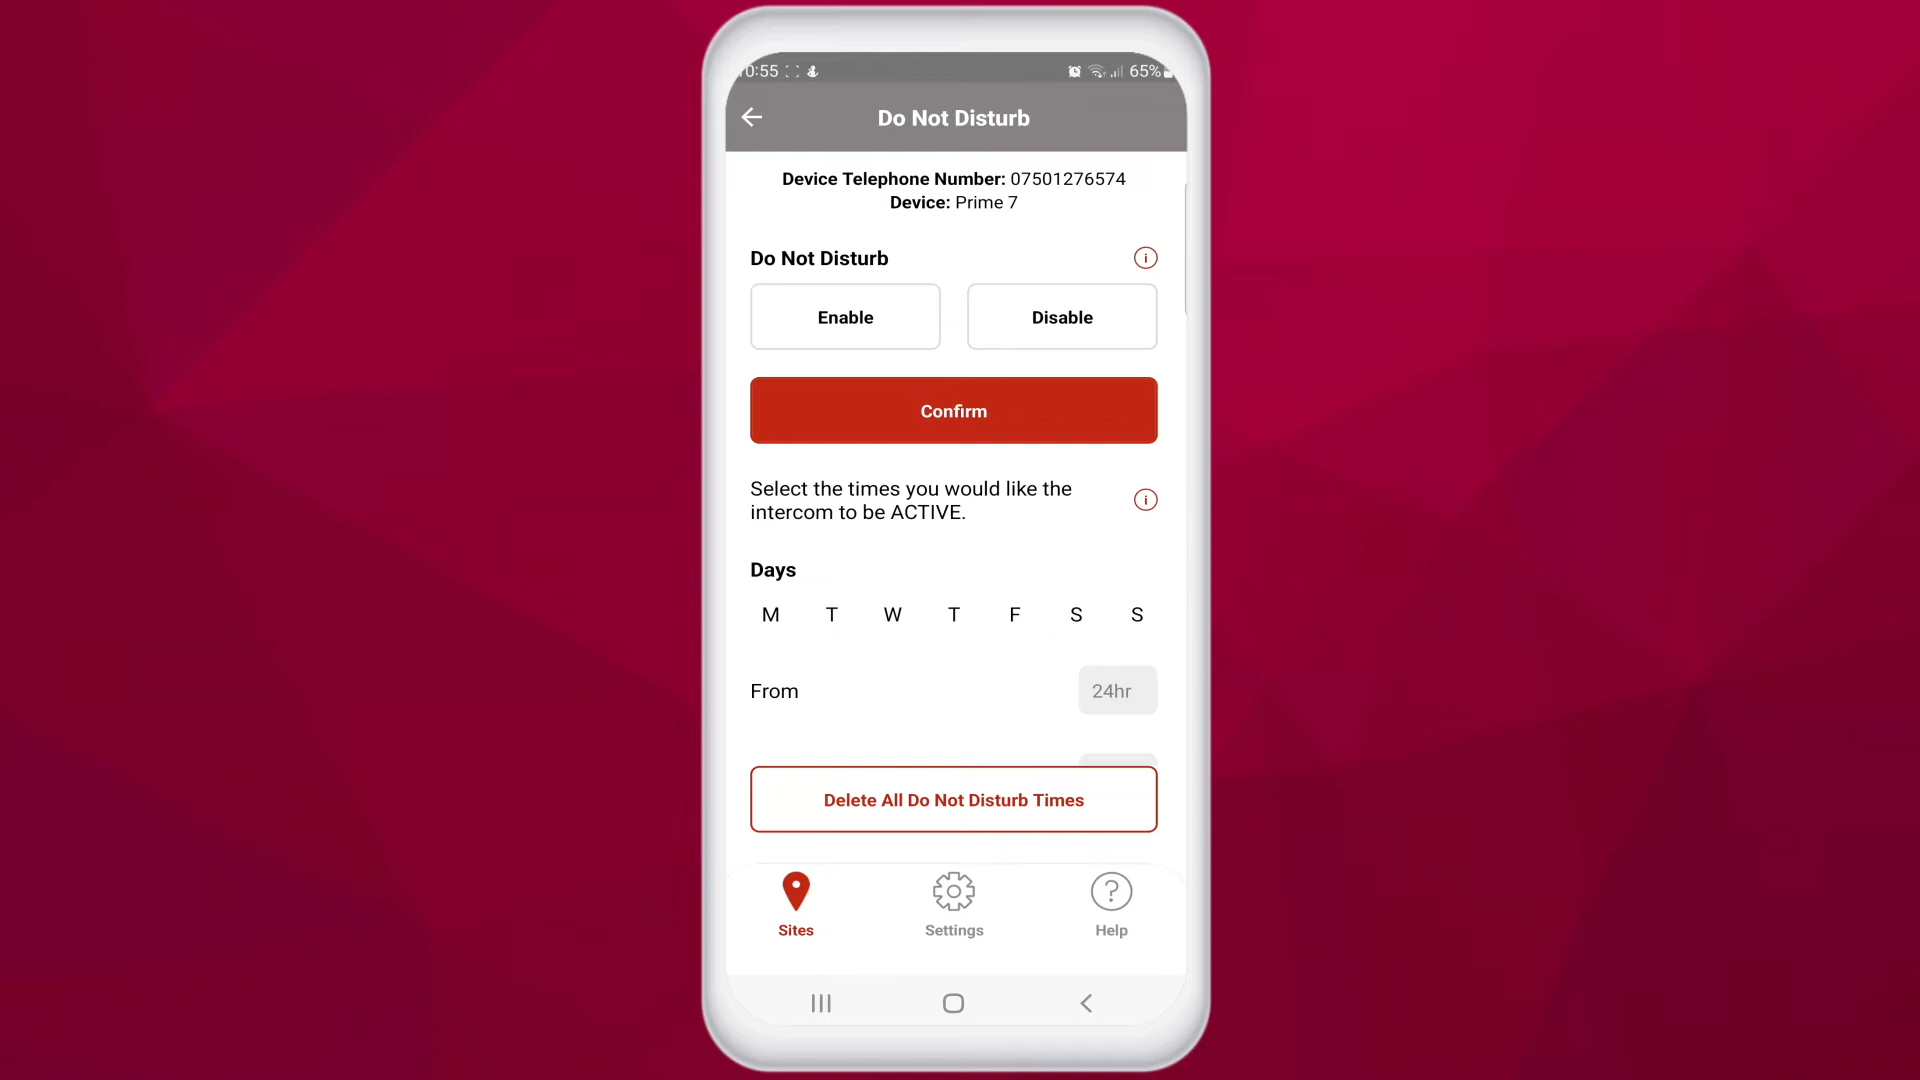 0:55 65%
Do Not Disturb
Device Telephone Number: 07501276574
Device: Prime 7
Do Not Disturb
Enable Disable
Confirm
Select the times you would like the
intercom to be ACTIVE.
Days
M T W T F S S
From 24hr
Delete All Do Not Disturb Times
Sites Settings Help